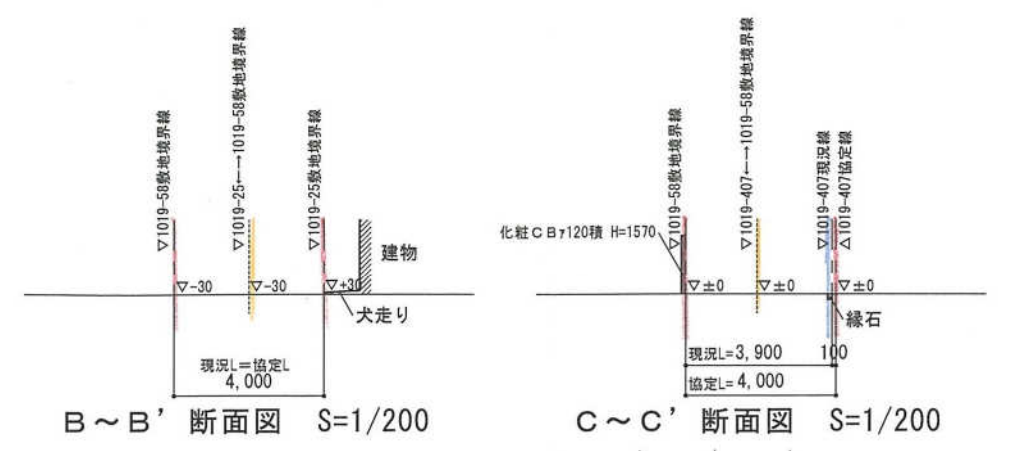 ▽1019-58敷地境界線
▽1019-25←→1019-58敷地境界線
▽1019-25敷地境界線
建物
▽-30
▽-30
▽+30
犬走り
現況L=協定L
4,000
B～B' 断面図 S=1/200
▽1019-58敷地境界線
▽1019-407←→1019-58敷地境界線
▽1019-407現況線
△1019-407協定線
化粧CBｧ120積 H=1570
▽±0
▽±0
▽±0
縁石
現況L=3,900
100
協定L=4,000
C～C' 断面図 S=1/200